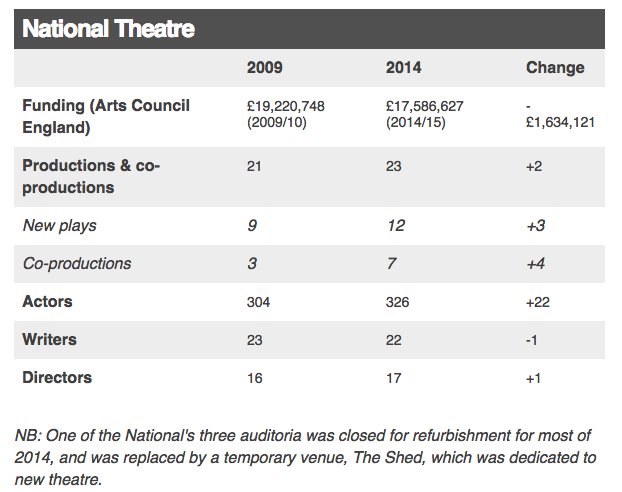 National Theatre
2009 2014 Change
Funding (Arts Council England) £19,220,748 (2009/10) £17,586,627 (2014/15) -£1,634,121
Productions & co-productions 21 23 +2
New plays 9 12 +3
Co-productions 3 7 +4
Actors 304 326 +22
Writers 23 22 -1
Directors 16 17 +1
NB: One of the National's three auditoria was closed for refurbishment for most of
2014, and was replaced by a temporary venue, The Shed, which was dedicated to
new theatre.